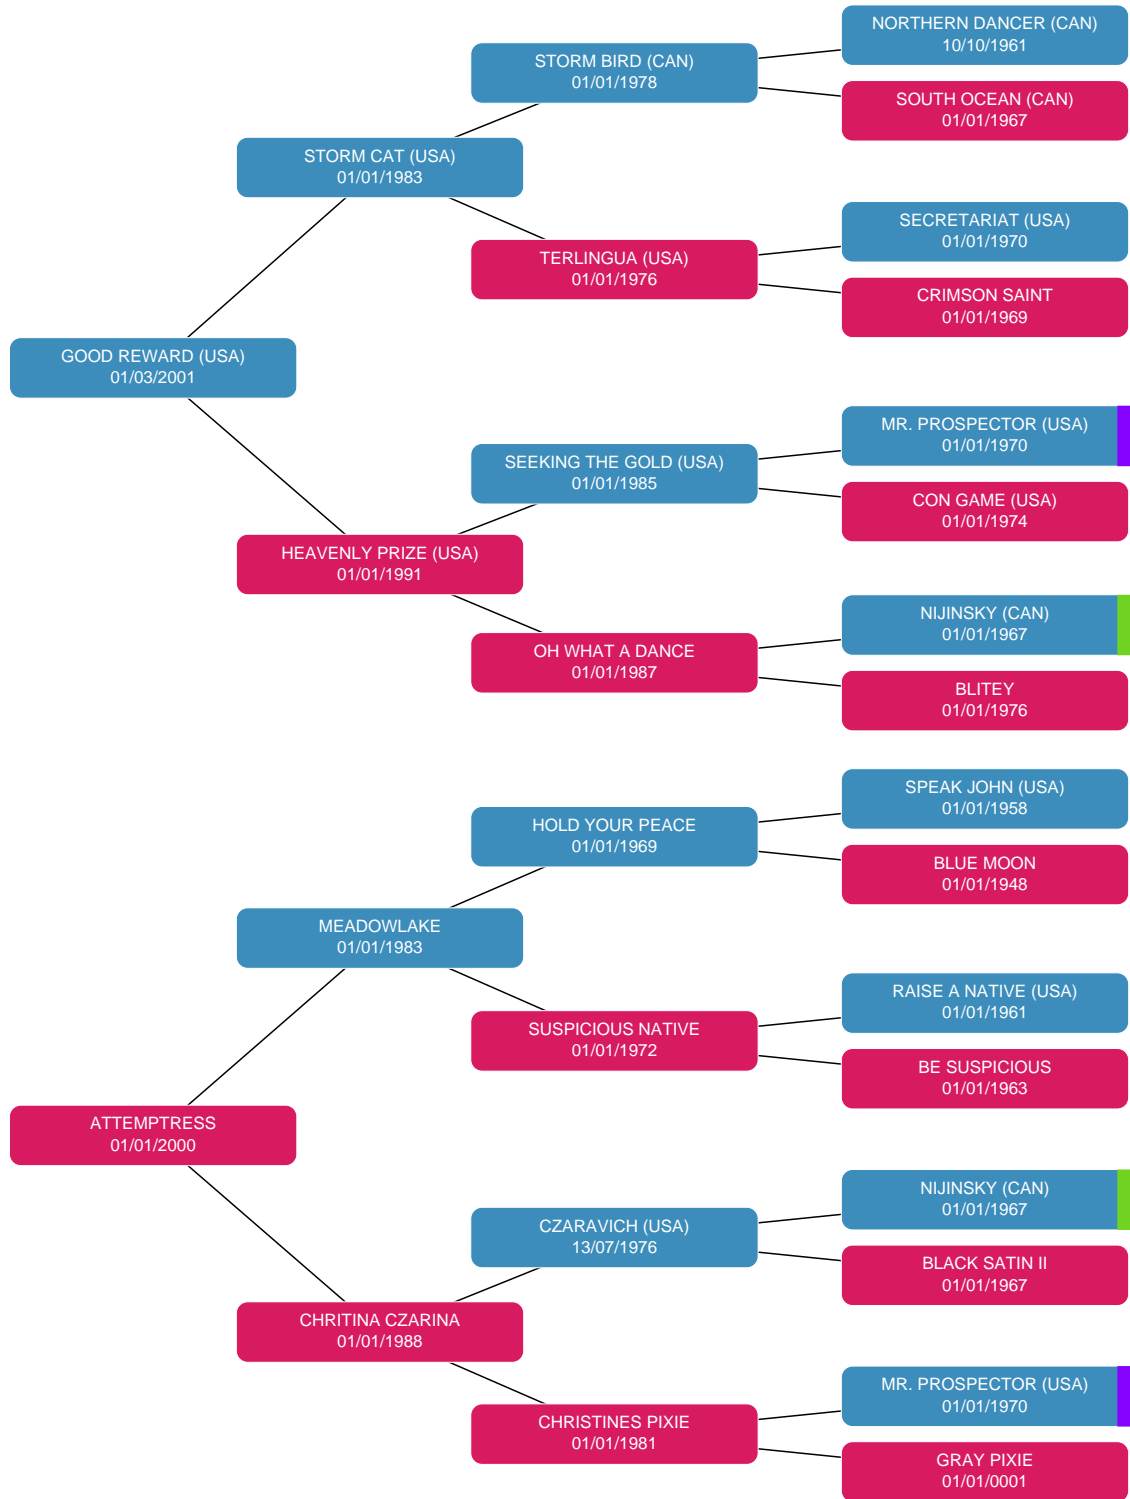 NORTHERN DANCER (CAN)
10/10/1961
STORM BIRD (CAN)
01/01/1978
SOUTH OCEAN (CAN)
01/01/1967
STORM CAT (USA)
01/01/1983
SECRETARIAT (USA)
01/01/1970
TERLINGUA (USA)
01/01/1976
CRIMSON SAINT
01/01/1969
GOOD REWARD (USA)
01/03/2001
MR. PROSPECTOR (USA)
01/01/1970
SEEKING THE GOLD (USA)
01/01/1985
CON GAME (USA)
01/01/1974
HEAVENLY PRIZE (USA)
01/01/1991
NIJINSKY (CAN)
01/01/1967
OH WHAT A DANCE
01/01/1987
BLITEY
01/01/1976
SPEAK JOHN (USA)
01/01/1958
HOLD YOUR PEACE
01/01/1969
BLUE MOON
01/01/1948
MEADOWLAKE
01/01/1983
RAISE A NATIVE (USA)
01/01/1961
SUSPICIOUS NATIVE
01/01/1972
BE SUSPICIOUS
01/01/1963
ATTEMPTRESS
01/01/2000
NIJINSKY (CAN)
01/01/1967
CZARAVICH (USA)
13/07/1976
BLACK SATIN II
01/01/1967
CHRITINA CZARINA
01/01/1988
MR. PROSPECTOR (USA)
01/01/1970
CHRISTINES PIXIE
01/01/1981
GRAY PIXIE
01/01/0001